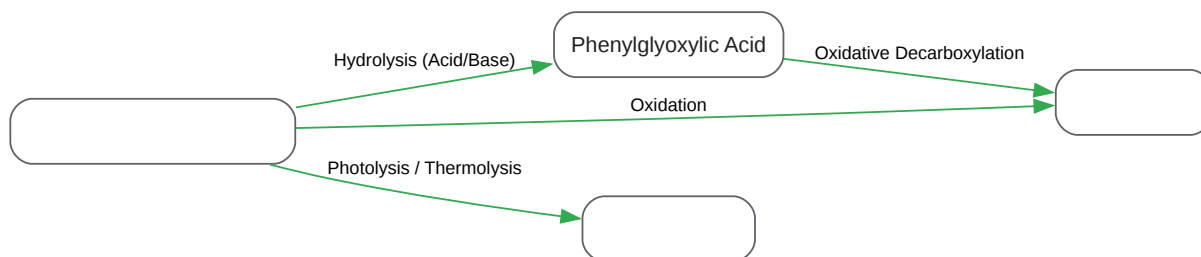 Phenylglyoxylic Acid
Hydrolysis (Acid/Base)
Oxidative Decarboxylation
Oxidation
Photolysis / Thermolysis